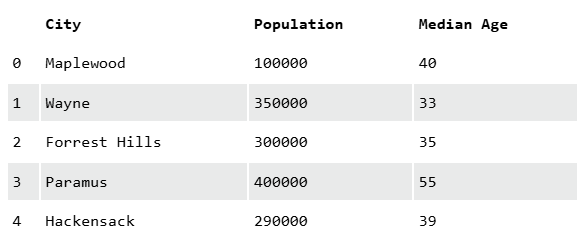 City Population Median Age
0 Maplewood 100000 40
1 Wayne 350000 33
2 Forrest Hills 300000 35
3 Paramus 400000 55
4 Hackensack 290000 39